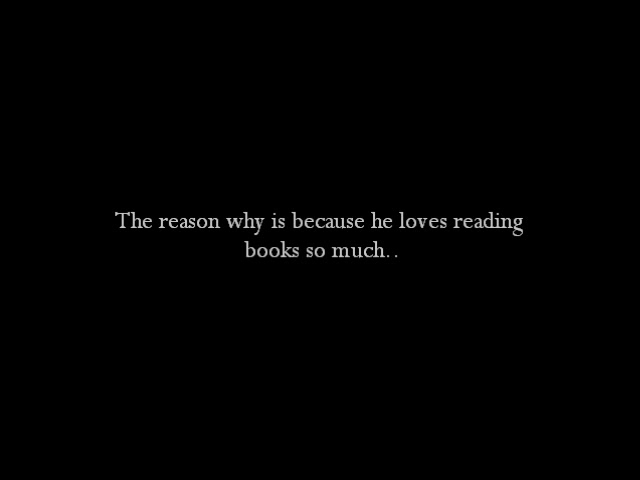 The reason why is because he loves reading
books so much..